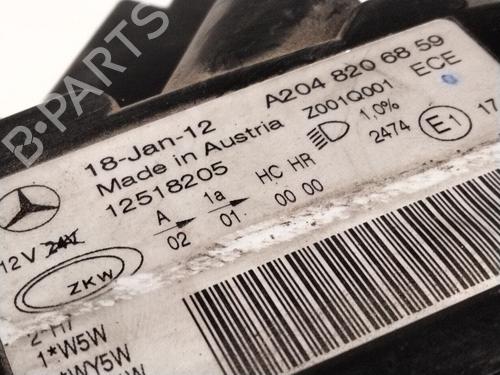 B-PARTS
18-Jan-12 A204 820 68 59
Made in Austria Z001Q001 ECE
12518205 1,0%
A 1a HC HR 2474 E1 17
02 01. 00 00
12V
ZKW
2*H7
1*W5W
WY5W